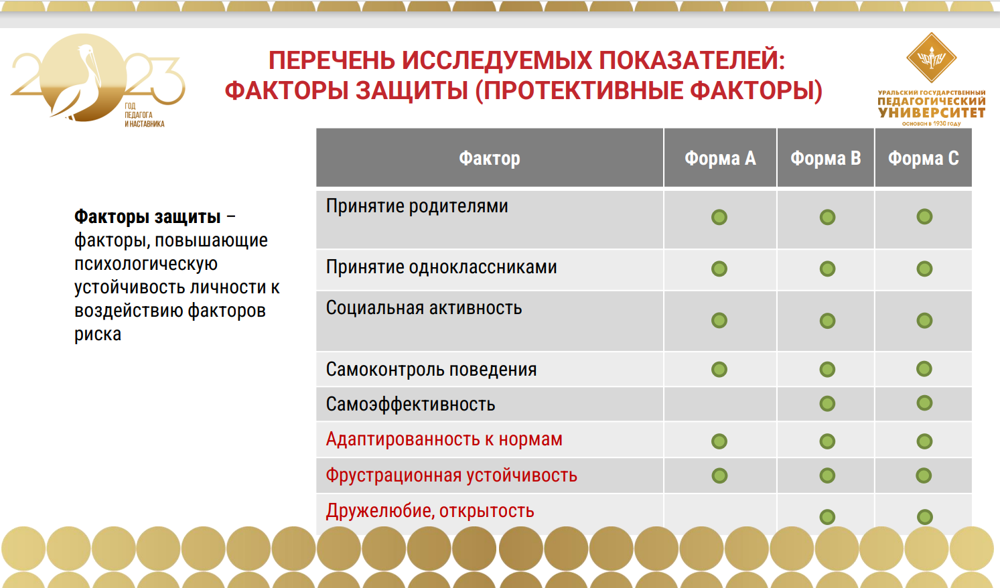 2023
ГОД
ПЕДАГОГА
И НАСТАВНИКА
ПЕРЕЧЕНЬ ИССЛЕДУЕМЫХ ПОКАЗАТЕЛЕЙ:
ФАКТОРЫ ЗАЩИТЫ (ПРОТЕКТИВНЫЕ ФАКТОРЫ)
УРГПУ
УРАЛЬСКИЙ ГОСУДАРСТВЕННЫЙ
ПЕДАГОГИЧЕСКИЙ
УНИВЕРСИТЕТ
ОСНОВАН В 1930 ГОДУ
Факторы защиты –
факторы, повышающие
психологическую
устойчивость личности к
воздействию факторов
риска
Фактор Форма А Форма В Форма С
Принятие родителями
Принятие одноклассниками
Социальная активность
Самоконтроль поведения
Самоэффективность
Адаптированность к нормам
Фрустрационная устойчивость
Дружелюбие, открытость